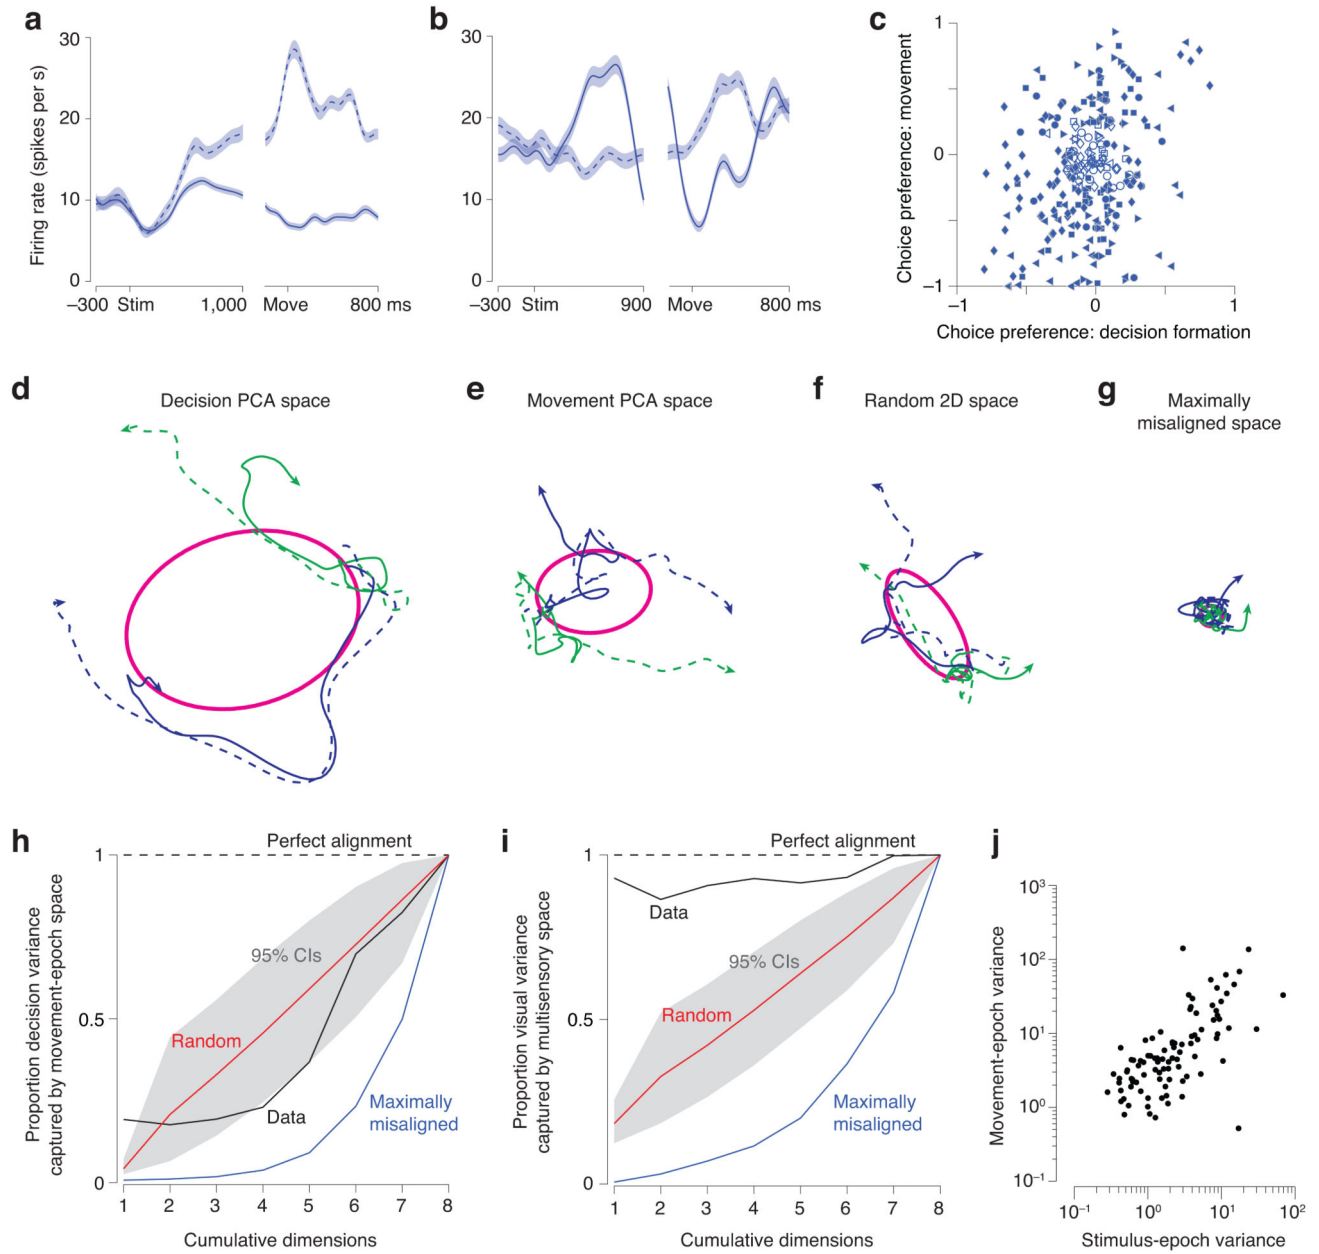 a
b
c
30
20
10
0
Firing rate (spikes per s)
–300 Stim 1,000
Move 800 ms
30
20
10
0
–300 Stim 900
Move 800 ms
1
0
–1
Choice preference: movement
–1 0 1
Choice preference: decision formation
d
Decision PCA space
e
Movement PCA space
f
Random 2D space
g
Maximally
misaligned space
h
Perfect alignment
1
0.5
0
Proportion decision variance
captured by movement-epoch space
95% CIs
Random
Data
Maximally
misaligned
1 2 3 4 5 6 7 8
Cumulative dimensions
i
Perfect alignment
1
0.5
0
Proportion visual variance
captured by multisensory space
Data
95% CIs
Random
Maximally
misaligned
1 2 3 4 5 6 7 8
Cumulative dimensions
j
10³
10²
10¹
10⁰
10⁻¹
Movement-epoch variance
10⁻¹ 10⁰ 10¹ 10²
Stimulus-epoch variance